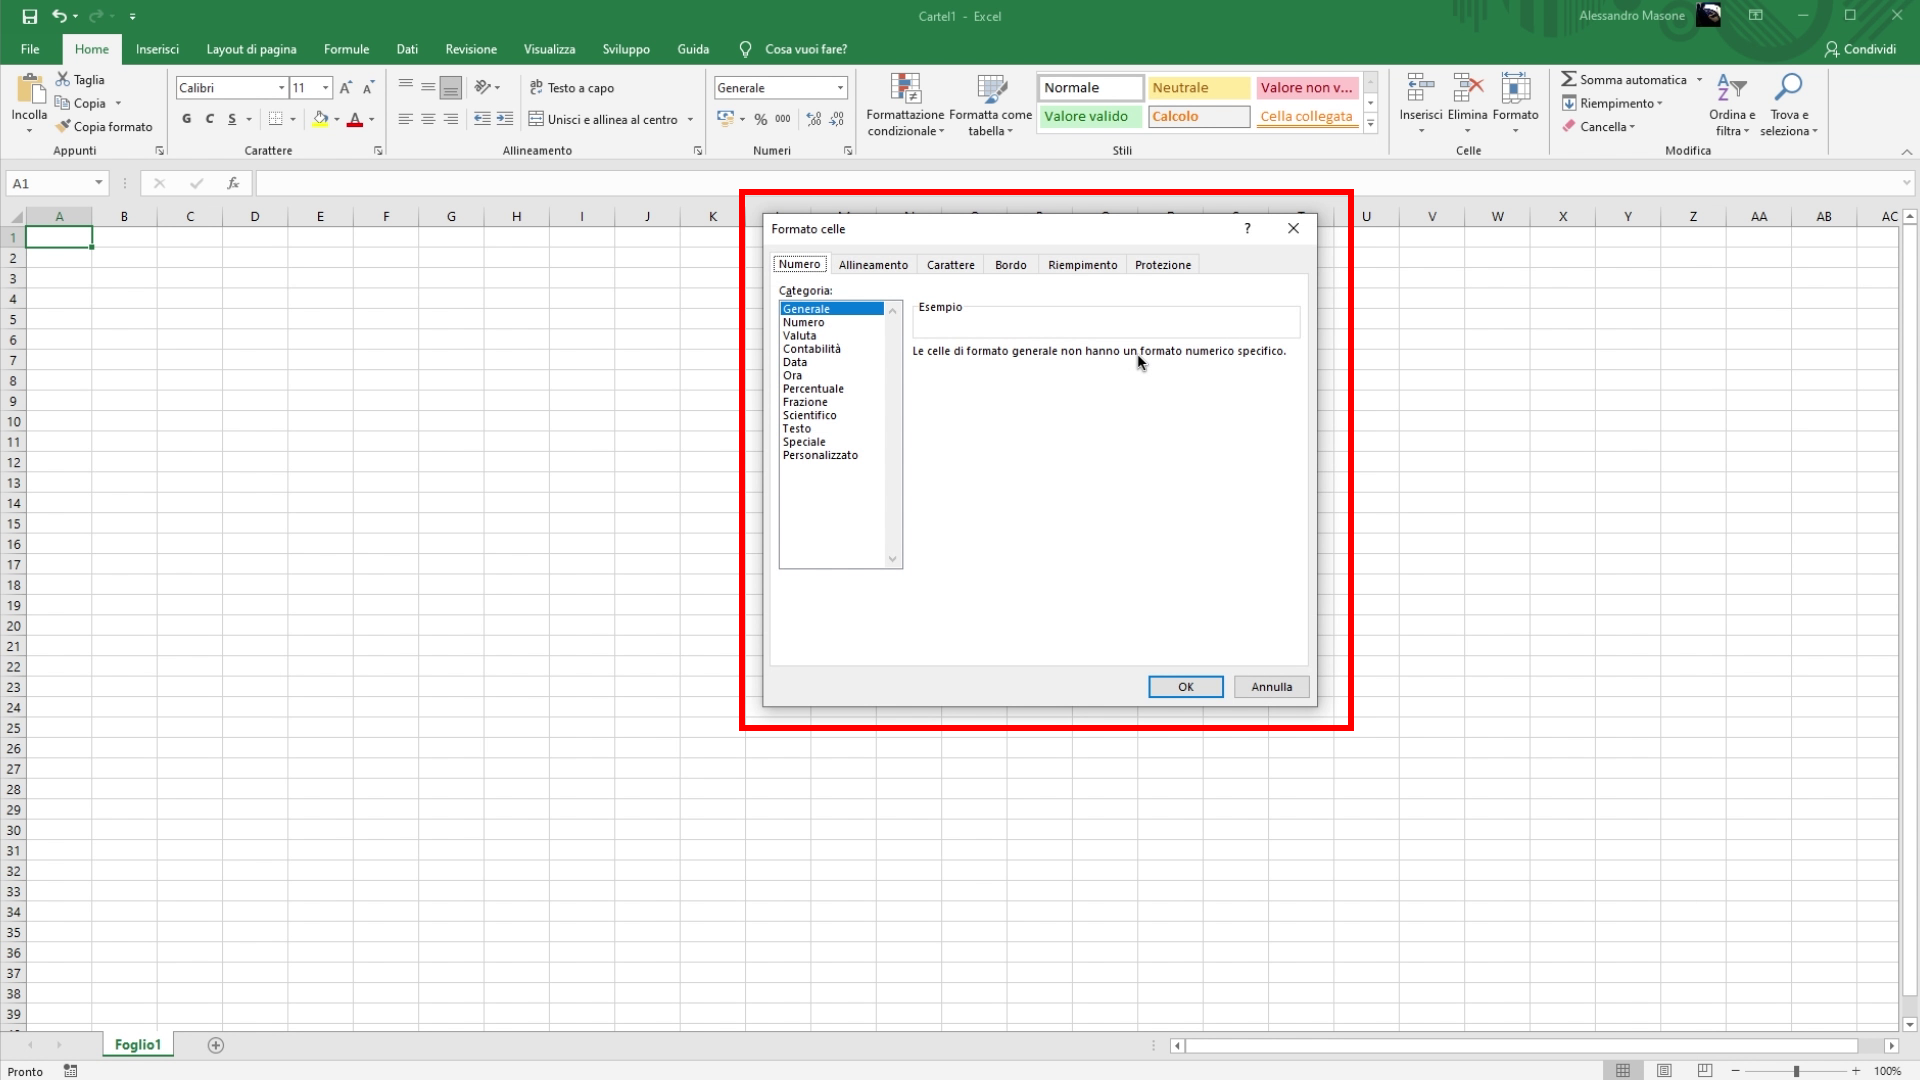 Cartel1 - Excel
Alessandro Masone
File Home Inserisci Layout di pagina Formule Dati Revisione Visualizza Sviluppo Guida Cosa vuoi fare? Condividi
Incolla
Taglia
Copia
Copia formato
Appunti
Calibri 11
G C S A
Carattere
Testo a capo
Unisci e allinea al centro
Allineamento
Generale
% 000
Numeri
Formattazione condizionale
Formatta come tabella
Normale Neutrale Valore non v...
Valore valido Calcolo Cella collegata
Stili
Inserisci Elimina Formato
Celle
Somma automatica
Riempimento
Cancella
Ordina e filtra
Trova e seleziona
Modifica
A1 fx
A B C D E F G H I J K U V W X Y Z AA AB AC
1
2
3
4
5
6
7
8
9
10
11
12
13
14
15
16
17
18
19
20
21
22
23
24
25
26
27
28
29
30
31
32
33
34
35
36
37
38
39
Formato celle ?
Numero Allineamento Carattere Bordo Riempimento Protezione
Categoria:
Generale
Numero
Valuta
Contabilità
Data
Ora
Percentuale
Frazione
Scientifico
Testo
Speciale
Personalizzato
Esempio
Le celle di formato generale non hanno un formato numerico specifico.
OK Annulla
Foglio1
Pronto
100%